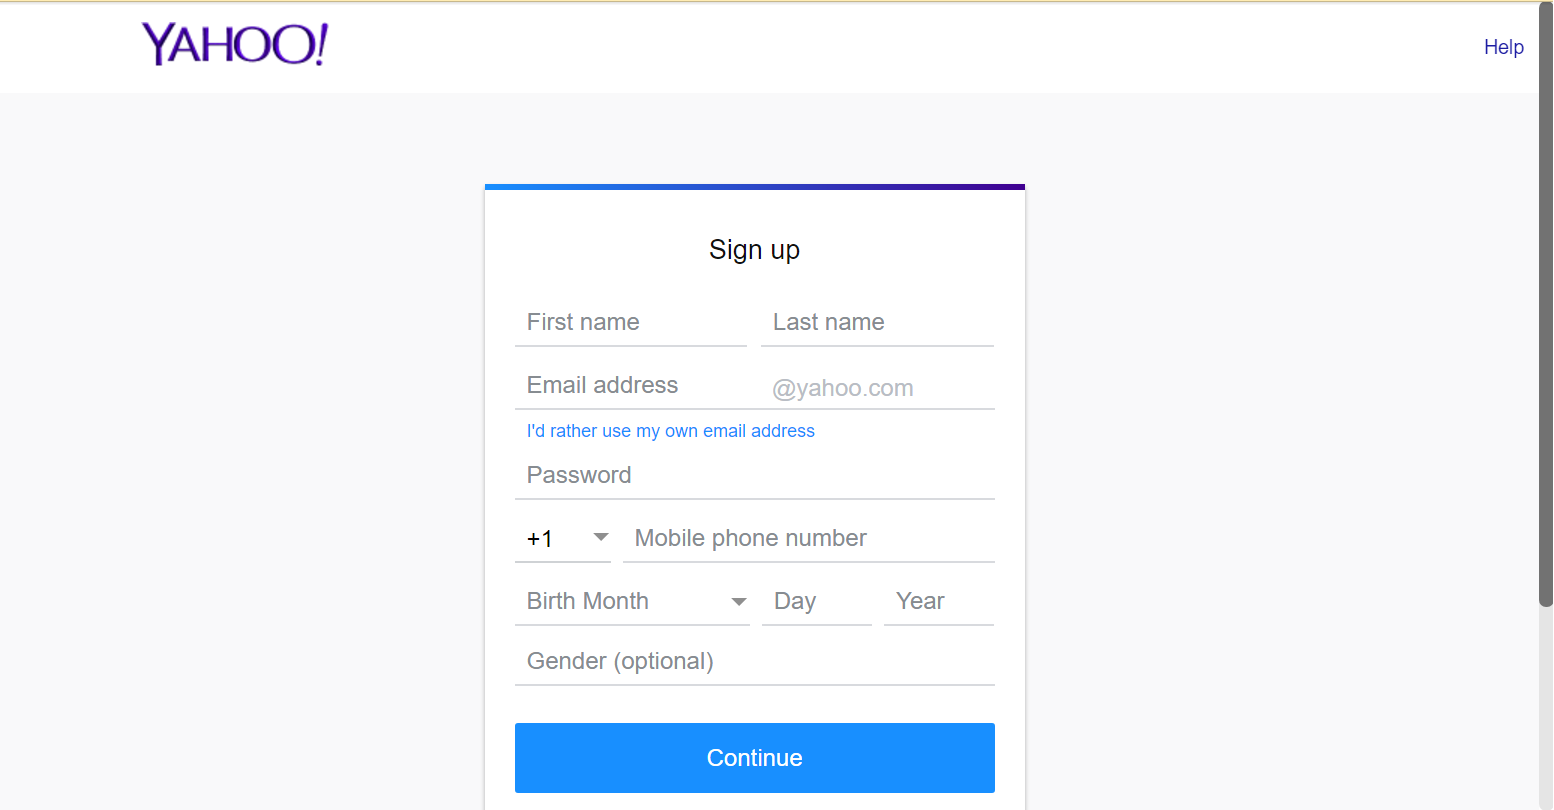 YAHOO!
Help
Sign up
First name Last name
Email address @yahoo.com
I'd rather use my own email address
Password
+1 Mobile phone number
Birth Month Day Year
Gender (optional)
Continue